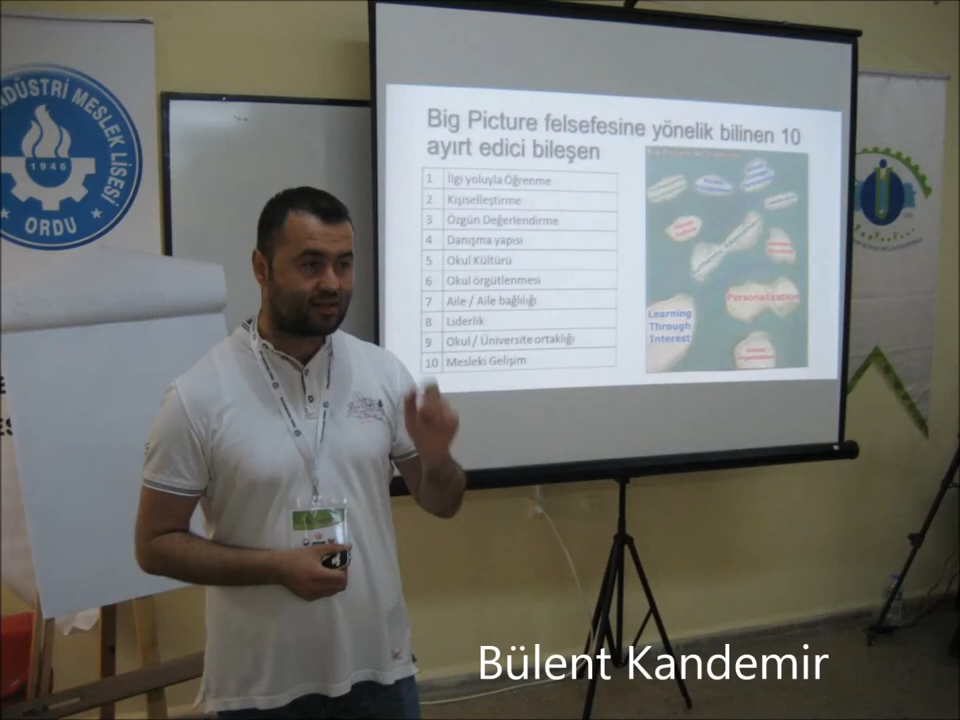 NDÜSTRİ MESLEK LİSESİ
1946
ORDU
Big Picture felsefesine yönelik bilinen 10
ayırt edici bileşen
1 İlgi yoluyla Öğrenme
2 Kişiselleştirme
3 Özgün Değerlendirme
4 Danışma yapısı
5 Okul Kültürü
6 Okul örgütlenmesi
7 Aile / Aile bağlılığı
8 Liderlik
9 Okul / Üniversite ortaklığı
10 Mesleki Gelişim
Personalization
Learning
Through
Interest
Bülent Kandemir